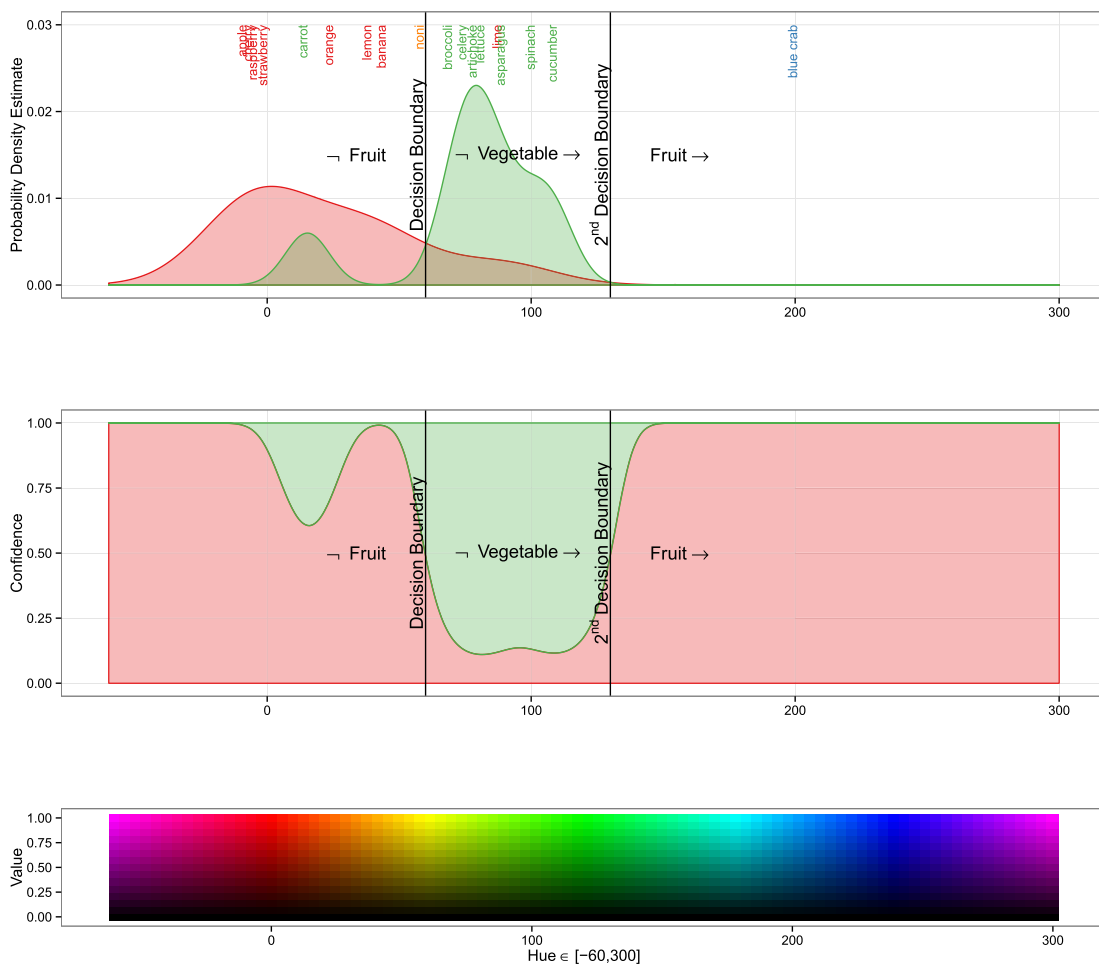 0.03
0.02
0.01
0.00
Probability Density Estimate
apple
raspberry
strawberry
carrot
orange
lemon
banana
noni
broccoli
celery
artichoke
lettuce
lime
asparagus
spinach
cucumber
blue crab
¬ Fruit
Decision Boundary
¬ Vegetable →
2nd Decision Boundary
Fruit →
0 100 200 300
1.00
0.75
0.50
0.25
0.00
Confidence
¬ Fruit
Decision Boundary
¬ Vegetable →
2nd Decision Boundary
Fruit →
0 100 200 300
1.00
0.75
0.50
0.25
0.00
Value
0 100 200 300
Hue ∈ [−60,300]